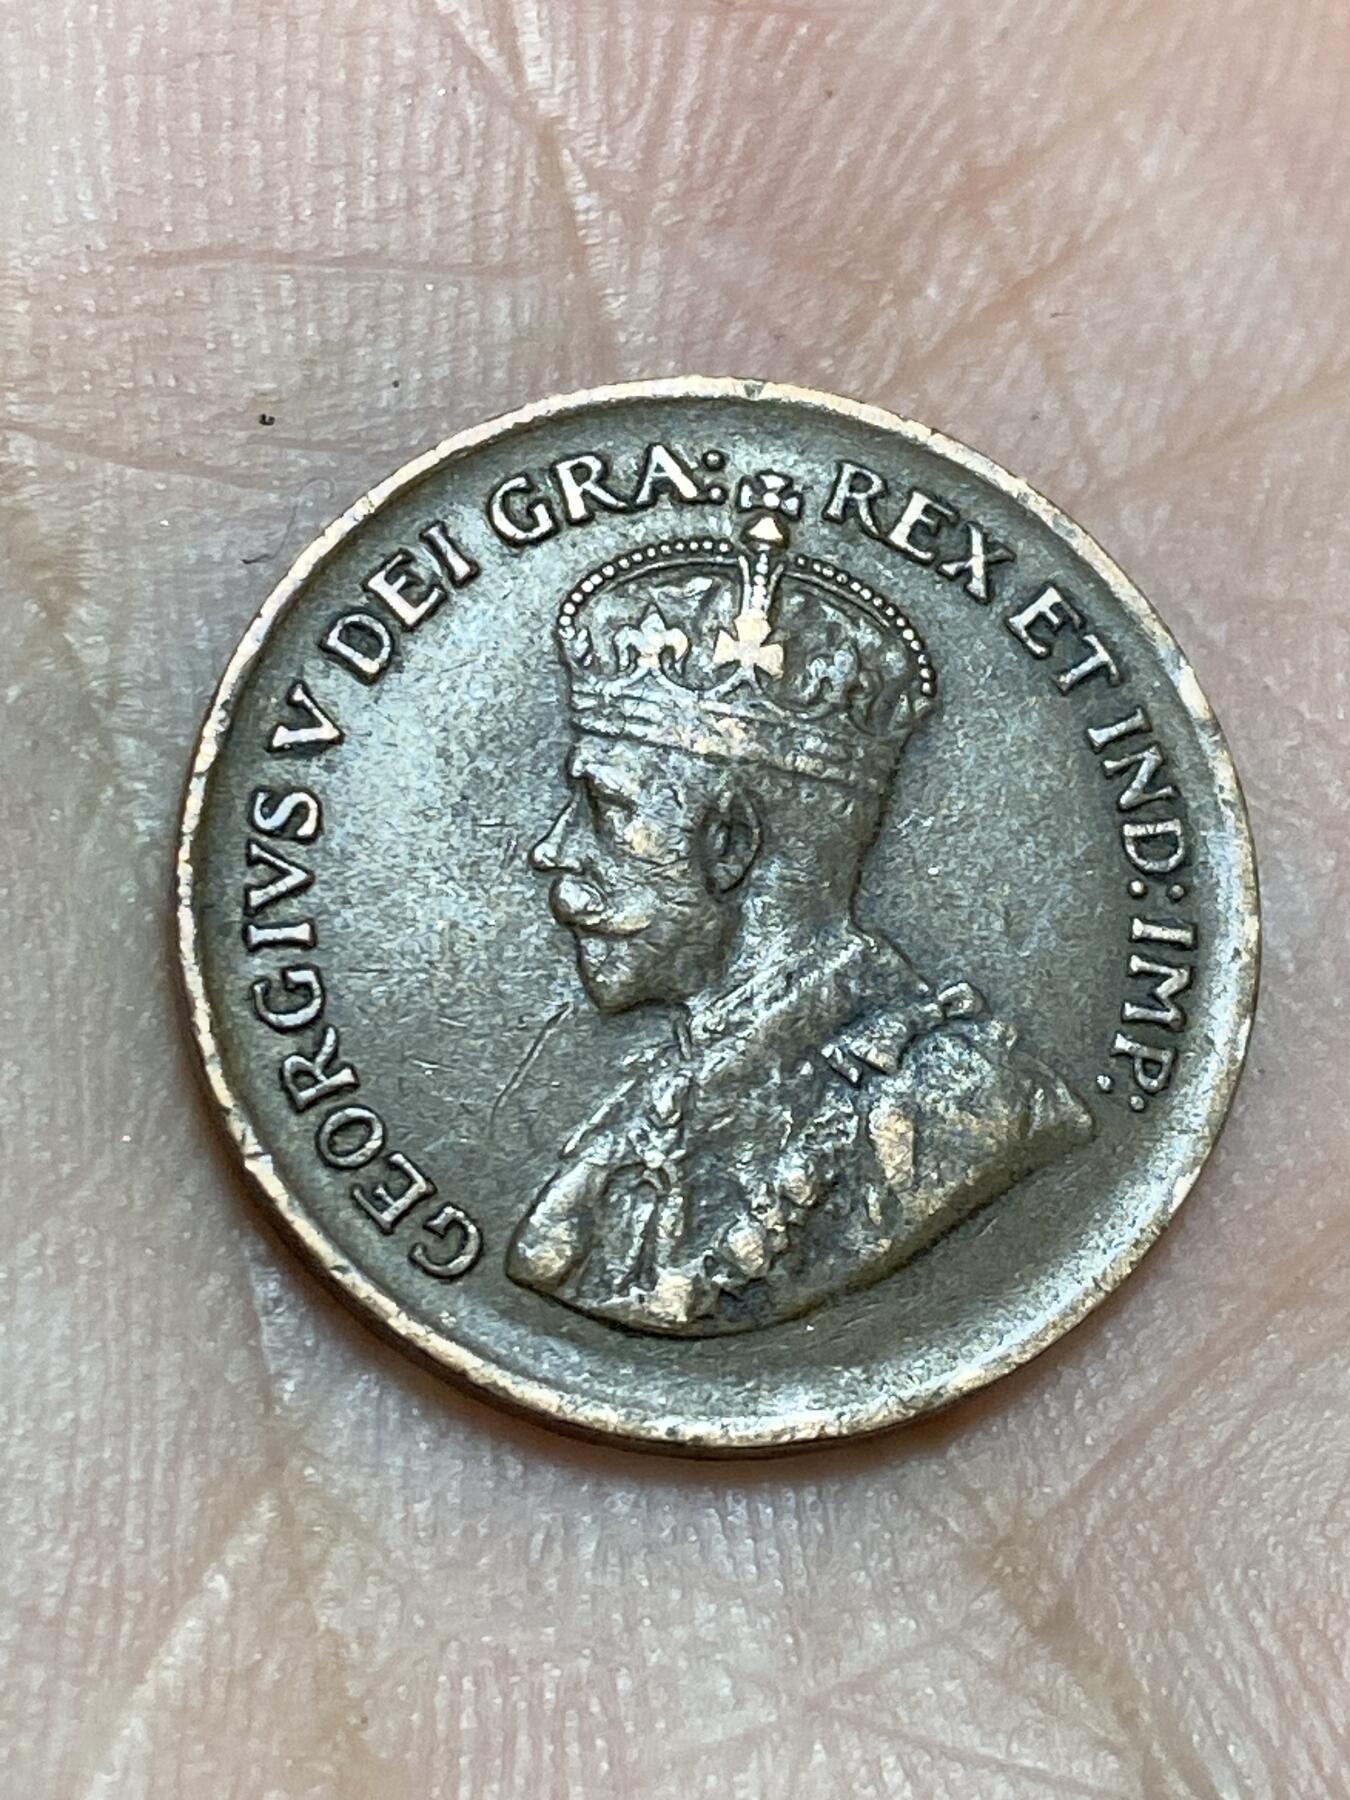 GEORGIVS V DEI GRA: REX ET IND: IMP: